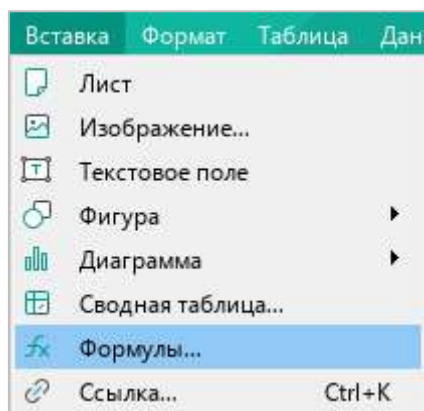 Вставка Формат Таблица Дан
Лист
Изображение...
Текстовое поле
Фигура
Диаграмма
Сводная таблица...
Формулы...
Ссылка... Ctrl+K